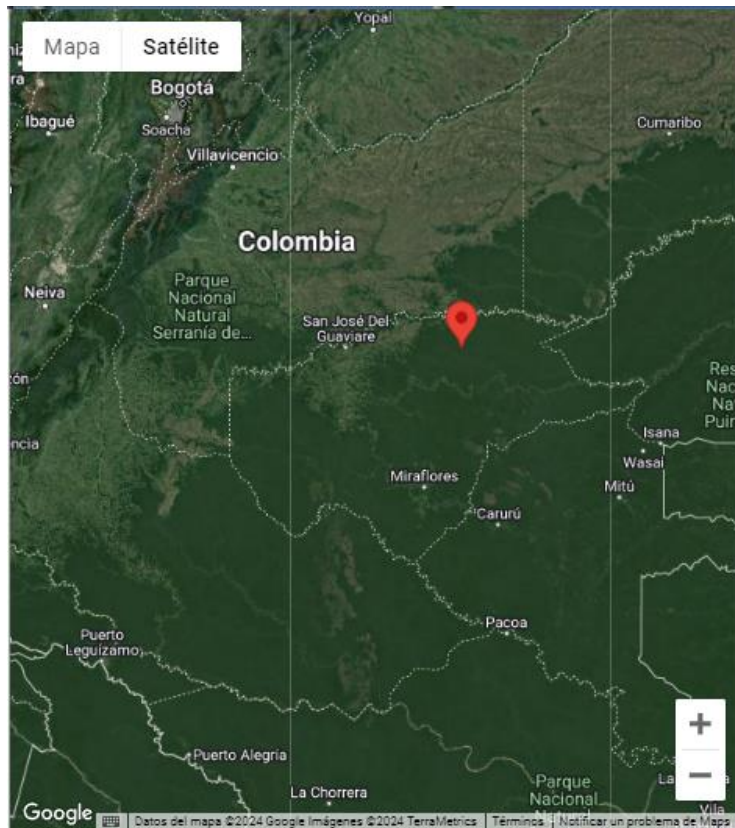 Mapa
Satélite
Yopal
Bogotá
Ibagué
Soacha
Cumaribo
Villavicencio
Colombia
Neiva
Parque
Nacional
Natural
Serranía de...
San José Del
Guaviare
Isana
Wasai
Miraflores
Mitú
Carurú
Pacoa
Puerto
Leguízamo
Puerto Alegría
La Chorrera
Parque
Nacional
Google
Datos del mapa ©2024 Google Imágenes ©2024 TerraMetrics
Términos
Notificar un problema de Maps